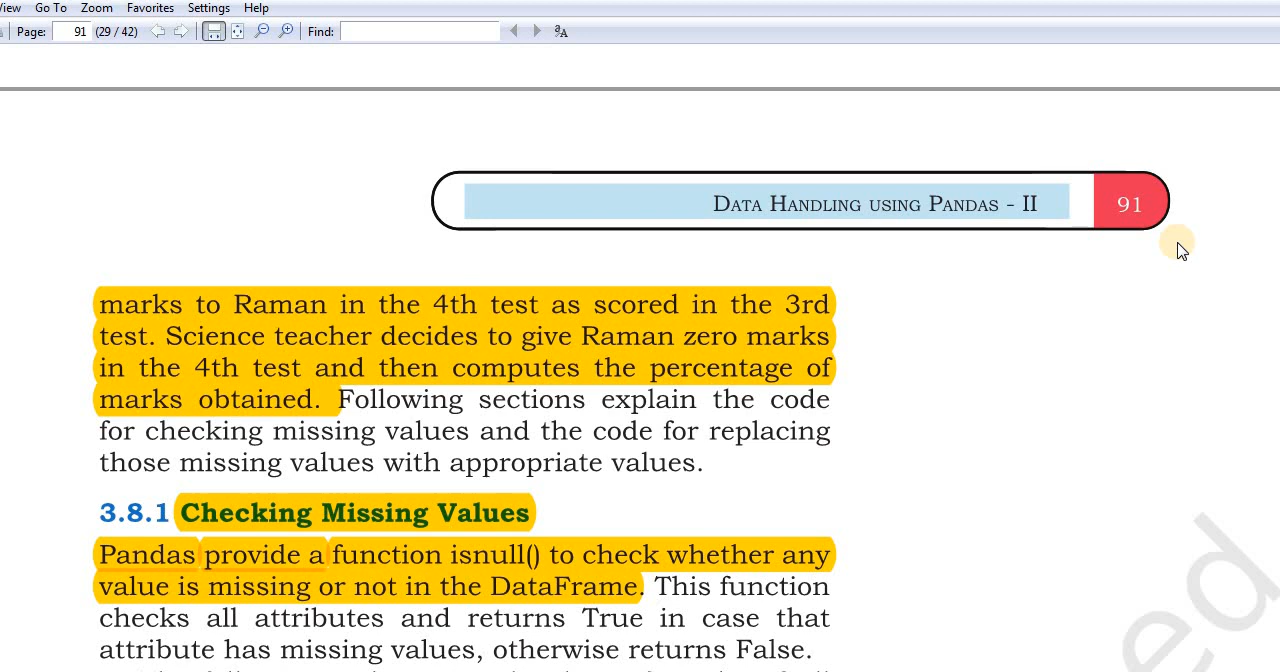 View Go To Zoom Favorites Settings Help
Page: 91 (29 / 42) Find:
DATA HANDLING USING PANDAS - II 91
marks to Raman in the 4th test as scored in the 3rd
test. Science teacher decides to give Raman zero marks
in the 4th test and then computes the percentage of
marks obtained. Following sections explain the code
for checking missing values and the code for replacing
those missing values with appropriate values.
3.8.1 Checking Missing Values
Pandas provide a function isnull() to check whether any
value is missing or not in the DataFrame. This function
checks all attributes and returns True in case that
attribute has missing values, otherwise returns False.
ed